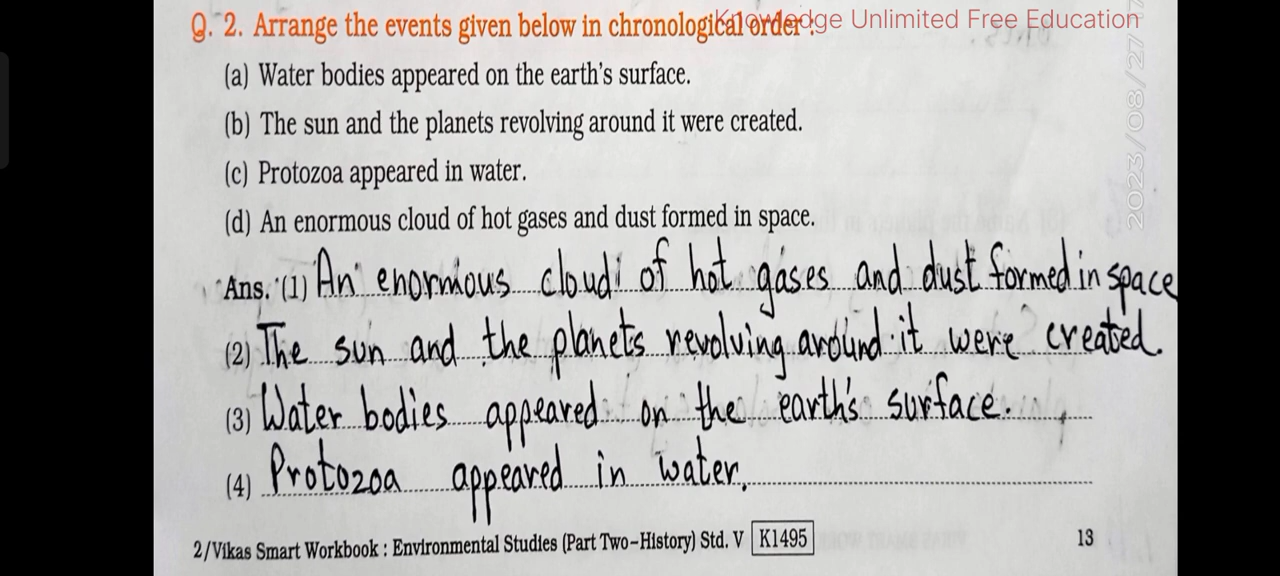 Q. 2. Arrange the events given below in chronological order :
Knowledge Unlimited Free Education
(a) Water bodies appeared on the earth's surface.
(b) The sun and the planets revolving around it were created.
(c) Protozoa appeared in water.
(d) An enormous cloud of hot gases and dust formed in space.
Ans. (1) An enormious cloud of hot gases and dust formed in space
(2) The sun and the planets revolving around it were created.
(3) Water bodies appeared on the earth's surface.
(4) Protozoa appeared in water.
2/Vikas Smart Workbook : Environmental Studies (Part Two-History) Std. V K1495
13
2023/08/27